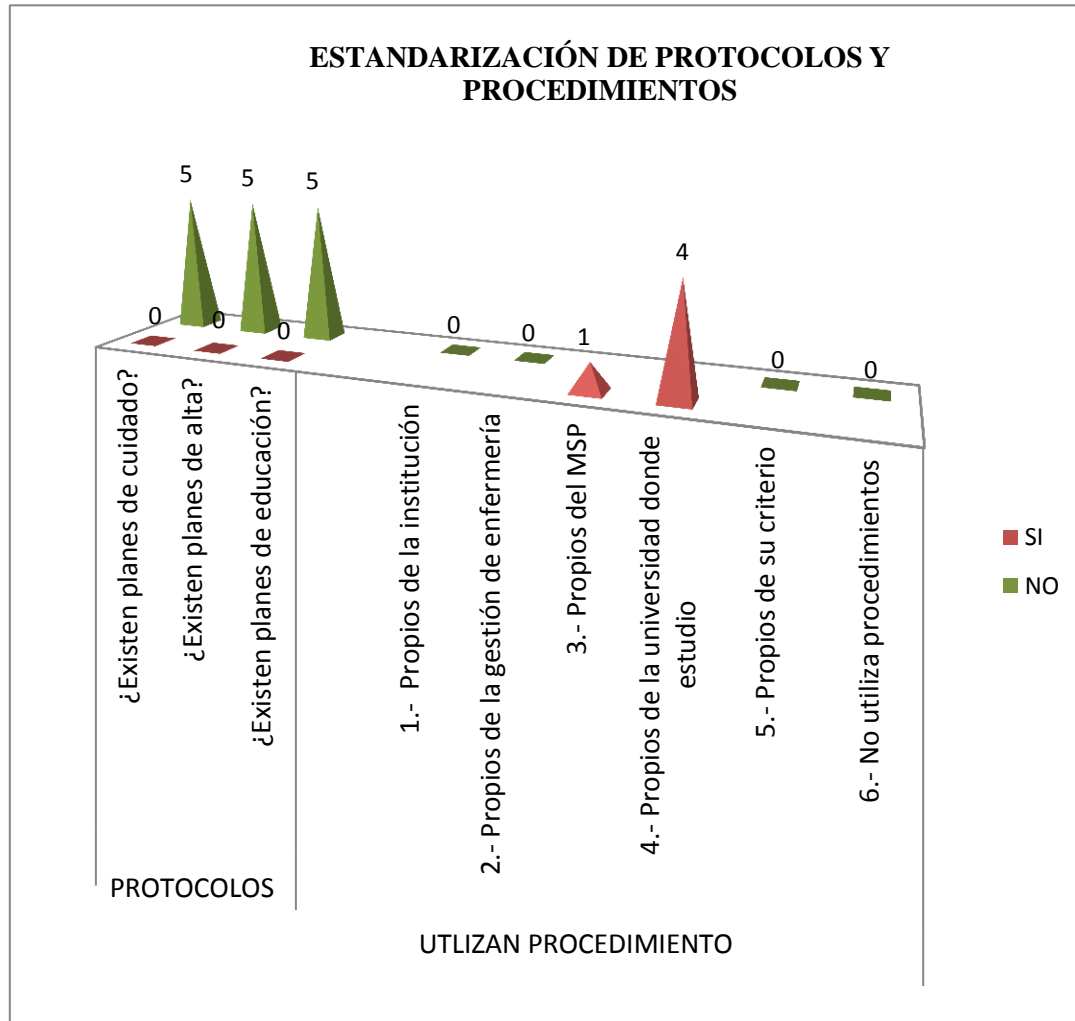 ESTANDARIZACIÓN DE PROTOCOLOS Y
PROCEDIMIENTOS
5
5
5
0
0
0
0
0
1
4
0
0
¿Existen planes de cuidado?
¿Existen planes de alta?
¿Existen planes de educación?
1.- Propios de la institución
2.- Propios de la gestión de enfermería
3.- Propios del MSP
4.- Propios de la universidad donde
estudio
5.- Propios de su criterio
6.- No utiliza procedimientos
SI
NO
PROTOCOLOS
UTLIZAN PROCEDIMIENTO